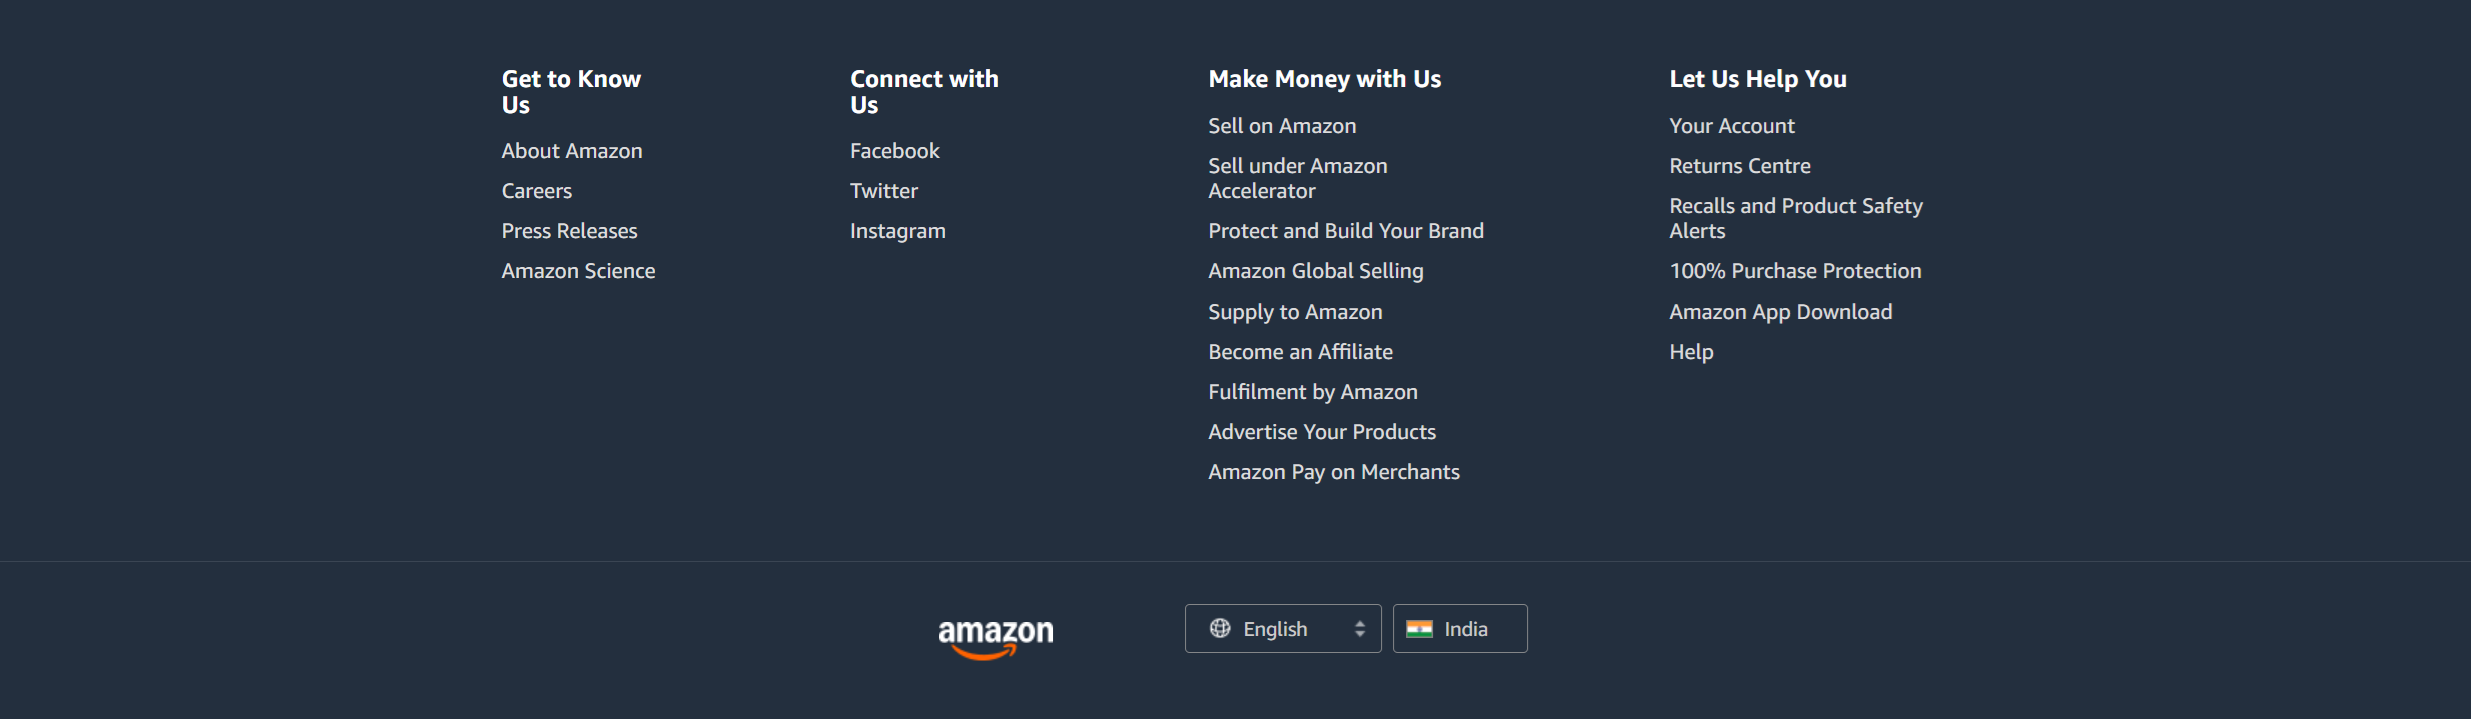 Get to Know
Us
About Amazon
Careers
Press Releases
Amazon Science
Connect with
Us
Facebook
Twitter
Instagram
Make Money with Us
Sell on Amazon
Sell under Amazon
Accelerator
Protect and Build Your Brand
Amazon Global Selling
Supply to Amazon
Become an Affiliate
Fulfilment by Amazon
Advertise Your Products
Amazon Pay on Merchants
Let Us Help You
Your Account
Returns Centre
Recalls and Product Safety
Alerts
100% Purchase Protection
Amazon App Download
Help
amazon
English
India